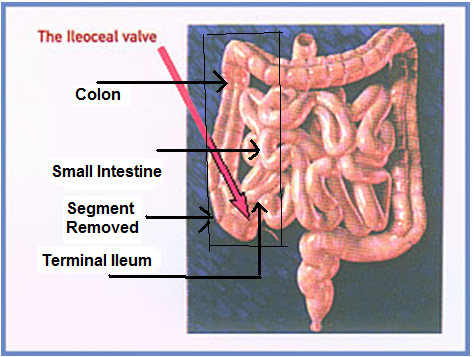 The Ileoceal valve
Colon
Small Intestine
Segment
Removed
Terminal Ileum